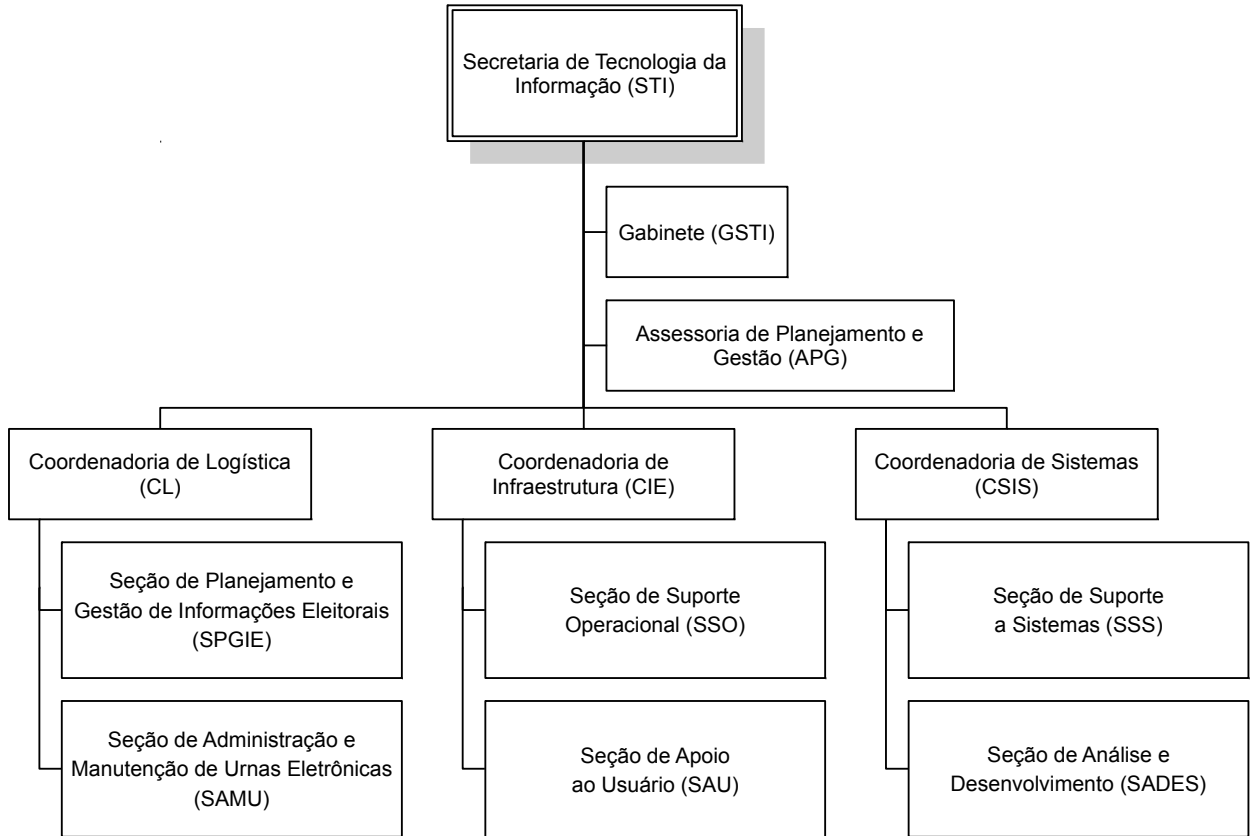 Secretaria de Tecnologia da
Informação (STI)
Gabinete (GSTI)
Assessoria de Planejamento e
Gestão (APG)
Coordenadoria de Logística
(CL)
Coordenadoria de
Infraestrutura (CIE)
Coordenadoria de Sistemas
(CSIS)
Seção de Planejamento e
Gestão de Informações Eleitorais
(SPGIE)
Seção de Suporte
Operacional (SSO)
Seção de Suporte
a Sistemas (SSS)
Seção de Administração e
Manutenção de Urnas Eletrônicas
(SAMU)
Seção de Apoio
ao Usuário (SAU)
Seção de Análise e
Desenvolvimento (SADES)